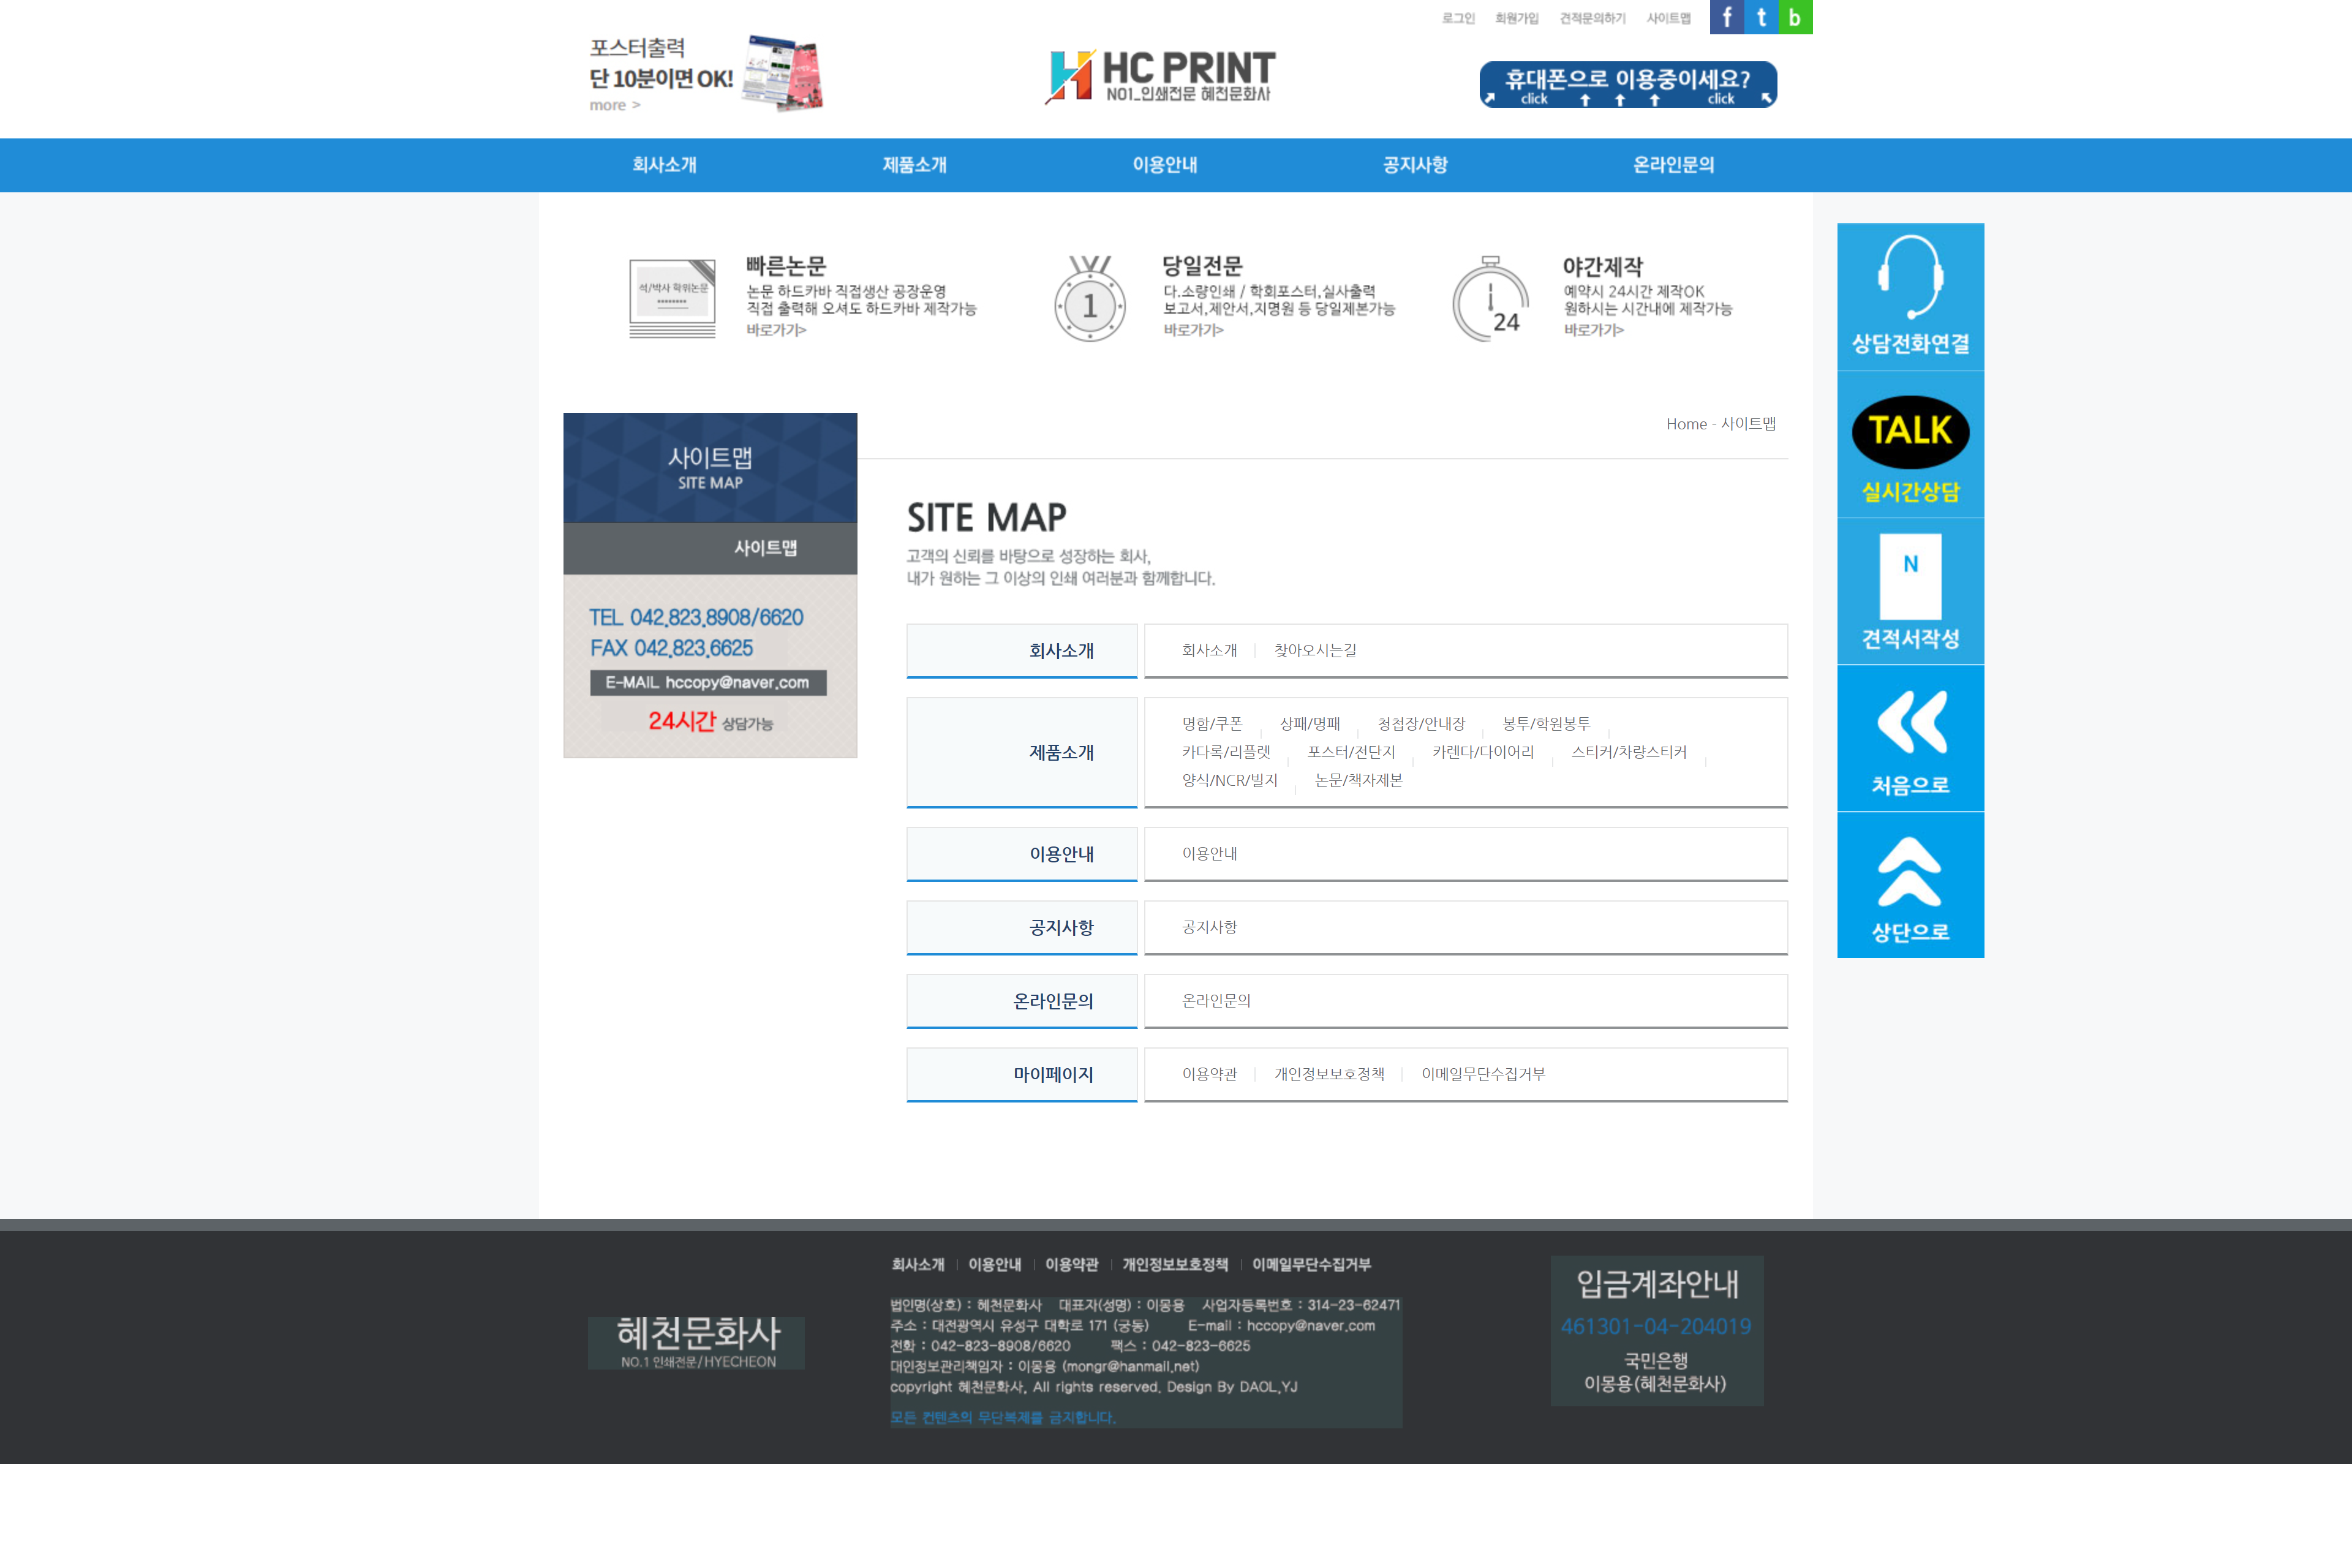 로그인 회원가입 견적문의하기 사이트맵 f t b
포스터출력
단 10분이면 OK!
more >
HC PRINT
NO1_인쇄전문 혜천문화사
휴대폰으로 이용중이세요?
click click
회사소개 제품소개 이용안내 공지사항 온라인문의
석/박사 학위논문
빠른논문
논문 하드카바 직접생산 공장운영
직접 출력해 오셔도 하드카바 제작가능
바로가기>
1
당일전문
다.소량인쇄 / 학회포스터,실사출력
보고서,제안서,지명원 등 당일제본가능
바로가기>
24
야간제작
예약시 24시간 제작OK
원하시는 시간내에 제작가능
바로가기>
상담전화연결
TALK
실시간상담
N
견적서작성
처음으로
상단으로
사이트맵
SITE MAP
사이트맵
TEL 042.823.8908/6620
FAX 042.823.6625
E-MAIL hccopy@naver.com
24시간 상담가능
Home - 사이트맵
SITE MAP
고객의 신뢰를 바탕으로 성장하는 회사,
내가 원하는 그 이상의 인쇄 여러분과 함께합니다.
회사소개 회사소개 찾아오시는길
제품소개
명함/쿠폰 상패/명패 청첩장/안내장 봉투/학원봉투
카다록/리플렛 포스터/전단지 카렌다/다이어리 스티커/차량스티커
양식/NCR/빌지 논문/책자제본
이용안내 이용안내
공지사항 공지사항
온라인문의 온라인문의
마이페이지 이용약관 개인정보보호정책 이메일무단수집거부
혜천문화사
NO.1 인쇄전문/HYECHEON
회사소개 이용안내 이용약관 개인정보보호정책 이메일무단수집거부
법인명(상호) : 혜천문화사 대표자(성명) : 이몽용 사업자등록번호 : 314-23-62471
주소 : 대전광역시 유성구 대학로 171 (궁동) E-mail : hccopy@naver.com
전화 : 042-823-8908/6620 팩스 : 042-823-6625
대인정보관리책임자 : 이몽용 (mongr@hanmail.net)
copyright 혜천문화사, All rights reserved. Design By DAOL.YJ
모든 컨텐츠의 무단복제를 금지합니다.
입금계좌안내
461301-04-204019
국민은행
이몽용(혜천문화사)